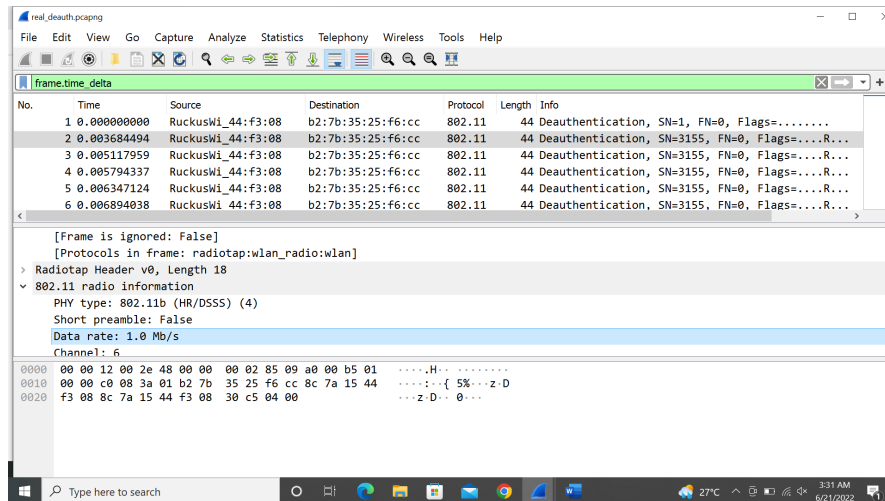 real_deauth.pcapng
File Edit View Go Capture Analyze Statistics Telephony Wireless Tools Help
frame.time_delta
No. Time Source Destination Protocol Length Info
1 0.000000000 RuckusWi_44:f3:08 b2:7b:35:25:f6:cc 802.11 44 Deauthentication, SN=1, FN=0, Flags=........
2 0.003684494 RuckusWi_44:f3:08 b2:7b:35:25:f6:cc 802.11 44 Deauthentication, SN=3155, FN=0, Flags=....R...
3 0.005117959 RuckusWi_44:f3:08 b2:7b:35:25:f6:cc 802.11 44 Deauthentication, SN=3155, FN=0, Flags=....R...
4 0.005794337 RuckusWi_44:f3:08 b2:7b:35:25:f6:cc 802.11 44 Deauthentication, SN=3155, FN=0, Flags=....R...
5 0.006347124 RuckusWi_44:f3:08 b2:7b:35:25:f6:cc 802.11 44 Deauthentication, SN=3155, FN=0, Flags=....R...
6 0.006894038 RuckusWi_44:f3:08 b2:7b:35:25:f6:cc 802.11 44 Deauthentication, SN=3155, FN=0, Flags=....R...
[Frame is ignored: False]
[Protocols in frame: radiotap:wlan_radio:wlan]
Radiotap Header v0, Length 18
802.11 radio information
PHY type: 802.11b (HR/DSSS) (4)
Short preamble: False
Data rate: 1.0 Mb/s
Channel: 6
0000 00 00 12 00 2e 48 00 00 00 02 85 09 a0 00 b5 01 ····.H·· ········
0010 00 00 c0 08 3a 01 b2 7b 35 25 f6 cc 8c 7a 15 44 ····:··{ 5%···z·D
0020 f3 08 8c 7a 15 44 f3 08 30 c5 04 00 ···z·D·· 0···
Type here to search
27°C
3:31 AM
6/21/2022